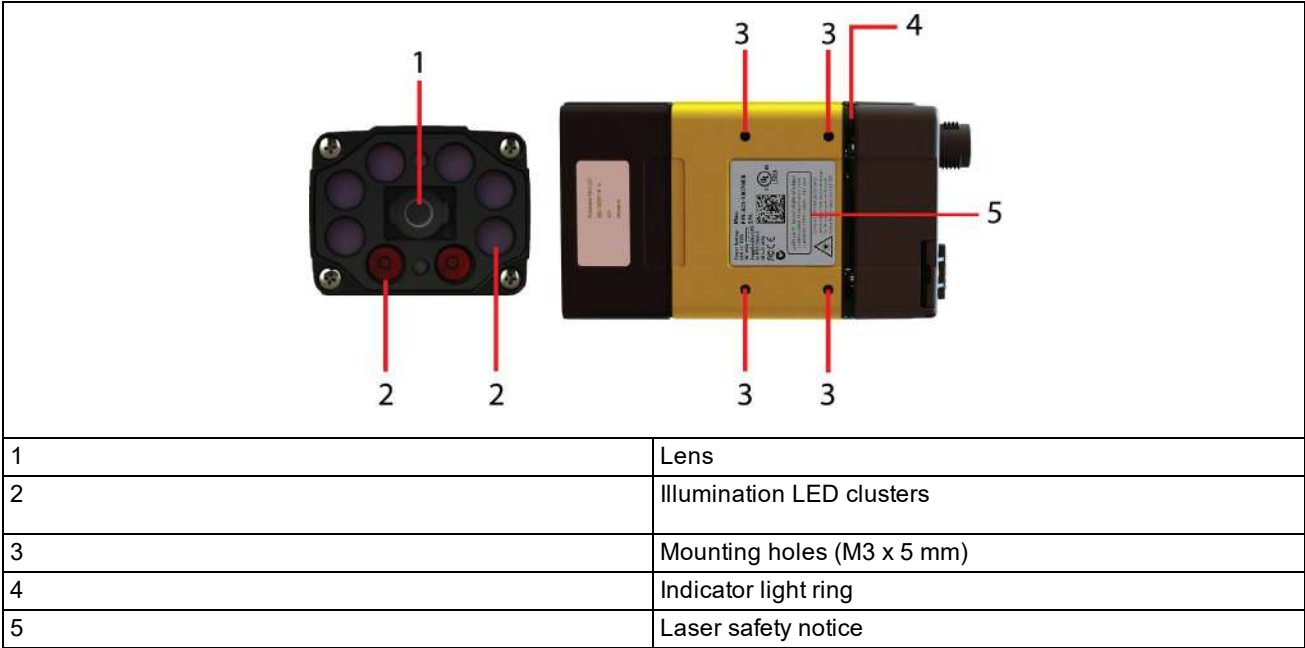 3 3 4
1
5
2 2 3 3
1 Lens
2 Illumination LED clusters
3 Mounting holes (M3 x 5 mm)
4 Indicator light ring
5 Laser safety notice